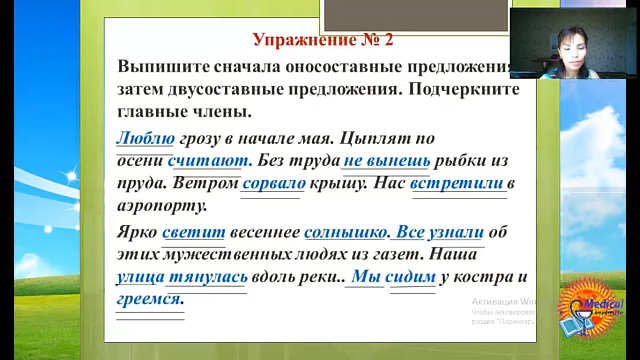 Упражнение № 2
Выпишите сначала оносоставные предложения,
затем двусоставные предложения. Подчеркните
главные члены.
Люблю грозу в начале мая. Цыплят по
осени считают. Без труда не вынешь рыбки из
пруда. Ветром сорвало крышу. Нас встретили в
аэропорту.
Ярко светит весеннее солнышко. Все узнали об
этих мужественных людях из газет. Наша
улица тянулась вдоль реки.. Мы сидим у костра и
греемся.
Активация Win
раздел "Параметры
Medical